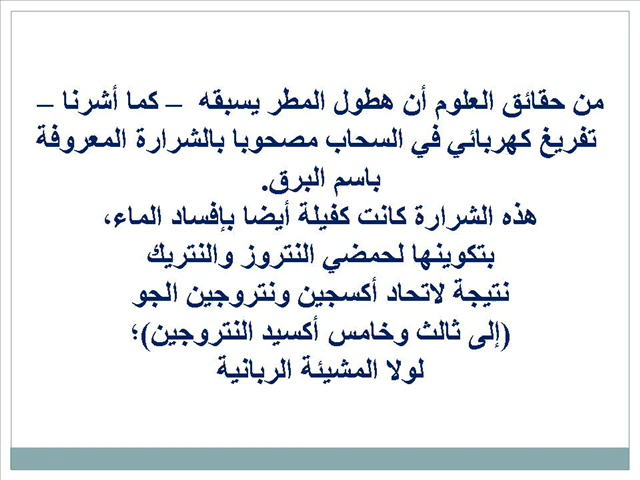 من حقائق العلوم أن هطول المطر يسبقه – كما أشرنا –
تفريغ كهربائي في السحاب مصحوبا بالشرارة المعروفة
باسم البرق.
هذه الشرارة كانت كفيلة أيضا بإفساد الماء،
بتكوينها لحمضي النتروز والنتريك
نتيجة لاتحاد أكسجين ونتروجين الجو
(إلى ثالث وخامس أكسيد النتروجين)؛
لولا المشيئة الربانية